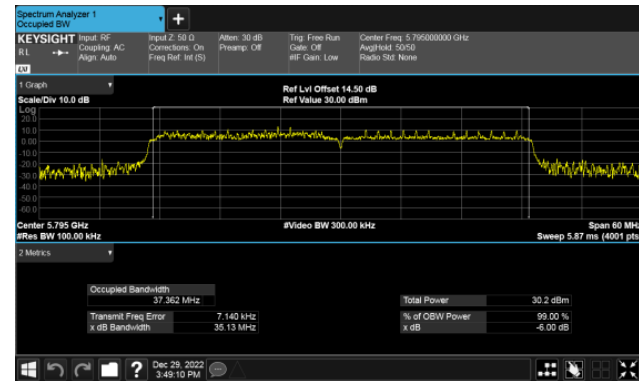 Spectrum Analyzer 1
Occupied BW
+
KEYSIGHT
RL
Input: RF
Coupling: AC
Align: Auto
Input Z: 50 Ω
Corrections: On
Freq Ref: Int (S)
Atten: 30 dB
Preamp: Off
Trig: Free Run
Gate: Off
#IF Gain: Low
Center Freq: 5.795000000 GHz
Avg|Hold: 50/50
Radio Std: None
1 Graph
Scale/Div 10.0 dB
Ref Lvl Offset 14.50 dB
Ref Value 30.00 dBm
Log
20.0
10.0
0.00
-10.0
-20.0
-30.0
-40.0
-50.0
-60.0
Center 5.795 GHz
#Res BW 100.00 kHz
#Video BW 300.00 kHz
Span 60 MHz
Sweep 5.87 ms (4001 pts
2 Metrics
Occupied Bandwidth
37.362 MHz
Total Power 30.2 dBm
Transmit Freq Error 7.140 kHz
% of OBW Power 99.00 %
x dB Bandwidth 35.13 MHz
x dB -6.00 dB
?
Dec 29, 2022
3:49:10 PM